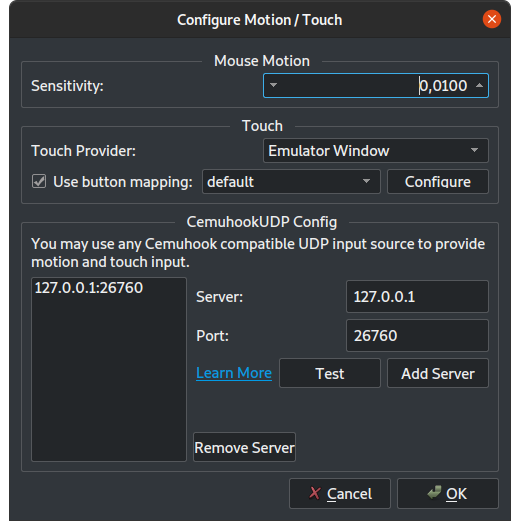 Configure Motion / Touch
Mouse Motion
Sensitivity:
0,0100
Touch
Touch Provider:
Emulator Window
Use button mapping:
default
Configure
CemuhookUDP Config
You may use any Cemuhook compatible UDP input source to provide
motion and touch input.
127.0.0.1:26760
Server:
127.0.0.1
Port:
26760
Learn More
Test
Add Server
Remove Server
Cancel
OK